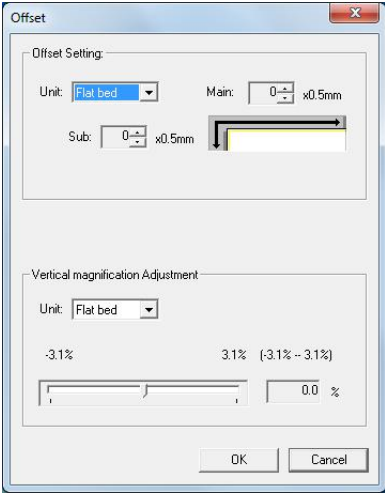 Offset
Offset Setting:
Unit: Flat bed Main: 0 x0.5mm
Sub: 0 x0.5mm
Vertical magnification Adjustment
Unit: Flat bed
-3.1% 3.1% (-3.1% -- 3.1%)
0.0 %
OK Cancel